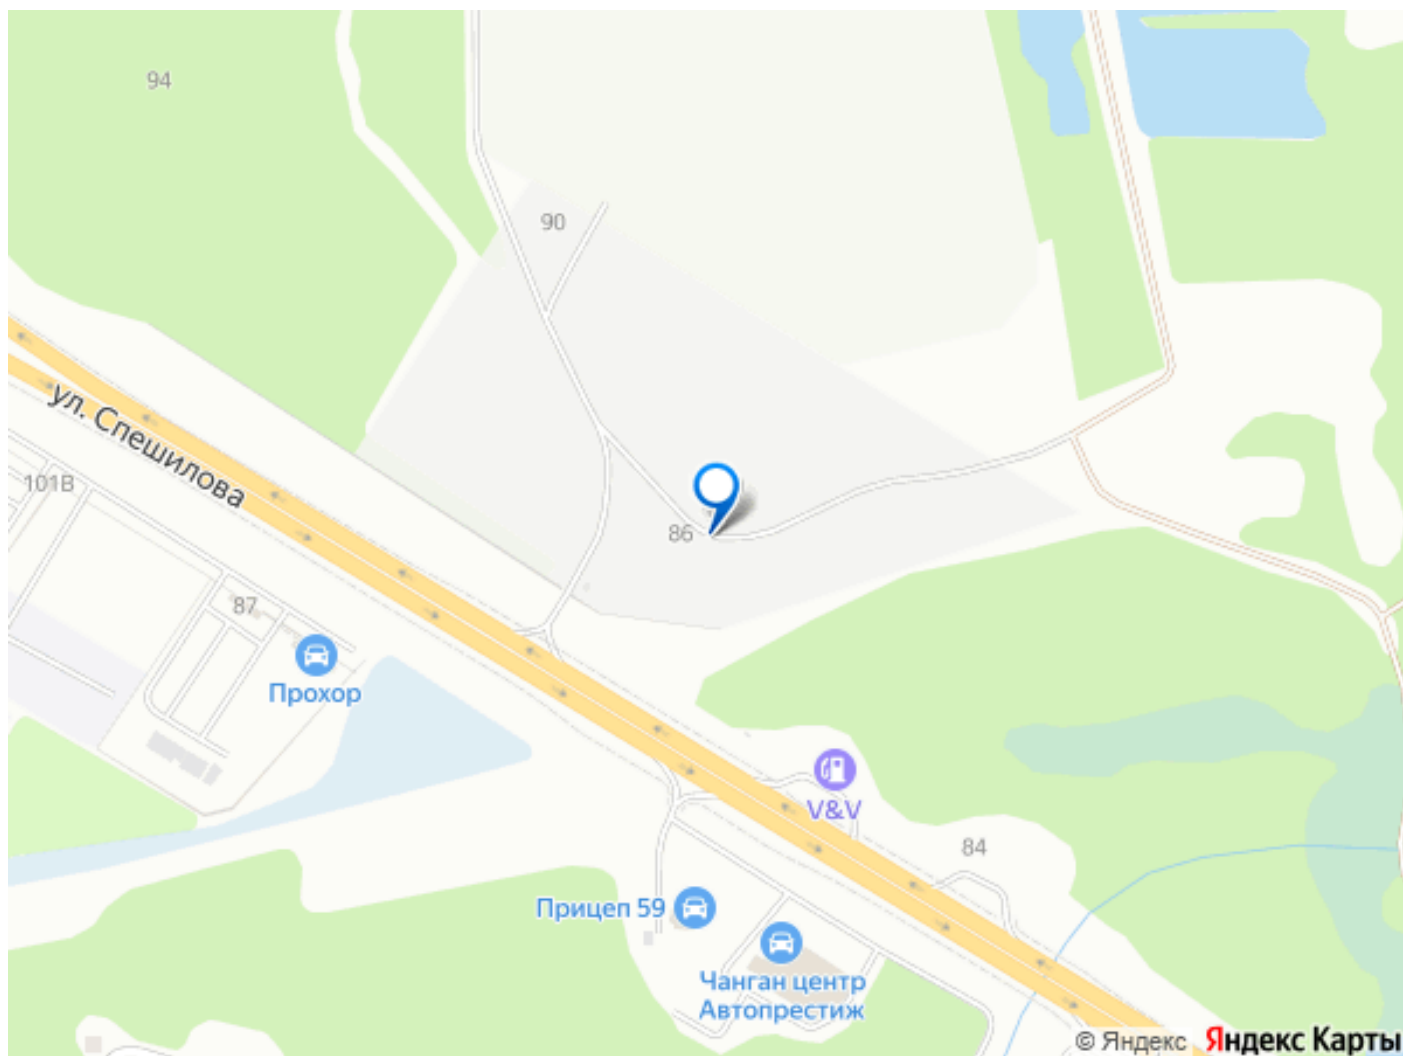 94
90
ул. Спешилова
101В
86
87
Прохор
V&V
84
Прицеп 59
Чанган центр
Автопрестиж
© Яндекс Яндекс Карты